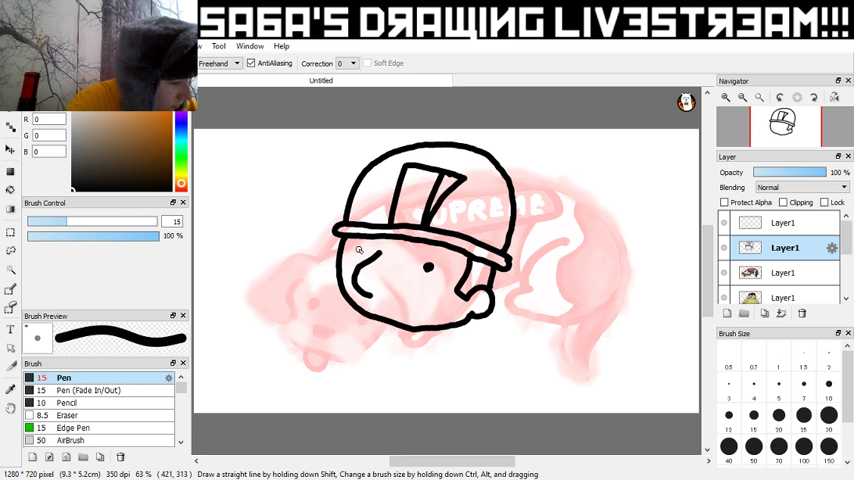 SAGA'S DRAWING LIVESTREAM!!!
w Tool Window Help
Freehand AntiAliasing Correction 0 Soft Edge
Untitled
Navigator
R 0
G 0
B 0
Layer
Opacity 100 %
Blending Normal
Protect Alpha Clipping Lock
Layer1
Layer1
Layer1
Layer1
SUPREME
Brush Control
15
100 %
Brush Preview
Brush
15 Pen
15 Pen (Fade In/Out)
10 Pencil
8.5 Eraser
15 Edge Pen
50 AirBrush
Brush Size
0.5 0.7 1 1.5 2
3 4 5 7 10
12 15 20 25 30
40 50 70 100 150
1280 * 720 pixel (9.3 * 5.2cm) 350 dpi 63 % ( 421, 313 ) Draw a straight line by holding down Shift, Change a brush size by holding down Ctrl, Alt, and dragging